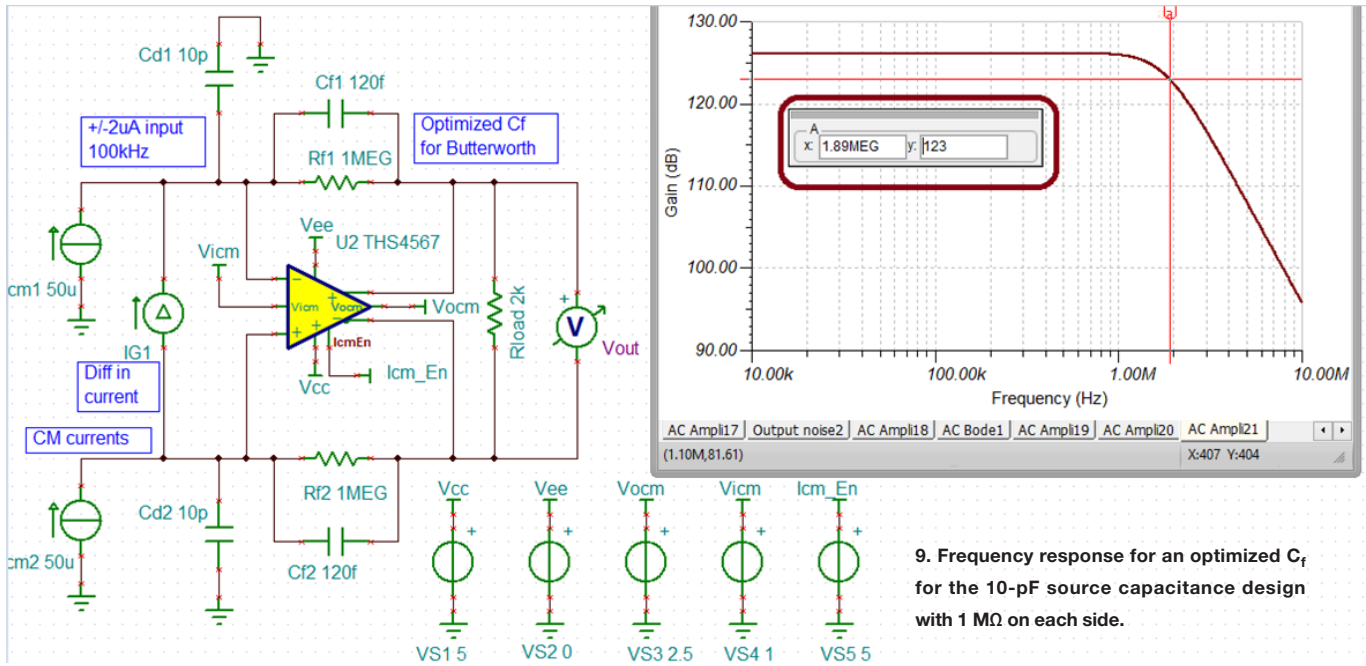 Cd1 10p
Cf1 120f
+/-2uA input
100kHz
Optimized Cf
for Butterworth
Rf1 1MEG
Vee
U2 THS4567
Vicm
cm1 50u
Vicm
Vocm
Vocm
IcmEn
IG1
Rload 2k
V
Vout
Vcc
Icm_En
Diff in
current
CM currents
Rf2 1MEG
Cd2 10p
cm2 50u
Cf2 120f
Vcc
Vee
Vocm
Vicm
Icm_En
VS1 5
VS2 0
VS3 2.5
VS4 1
VS5 5
a
130.00
120.00
110.00
100.00
90.00
Gain (dB)
A
x: 1.89MEG y: 123
10.00k
100.00k
1.00M
10.00M
Frequency (Hz)
AC Ampli17 Output noise2 AC Ampli18 AC Bode1 AC Ampli19 AC Ampli20 AC Ampli21
(1.10M,81.61)
X:407 Y:404
9. Frequency response for an optimized Cf
for the 10-pF source capacitance design
with 1 MΩ on each side.